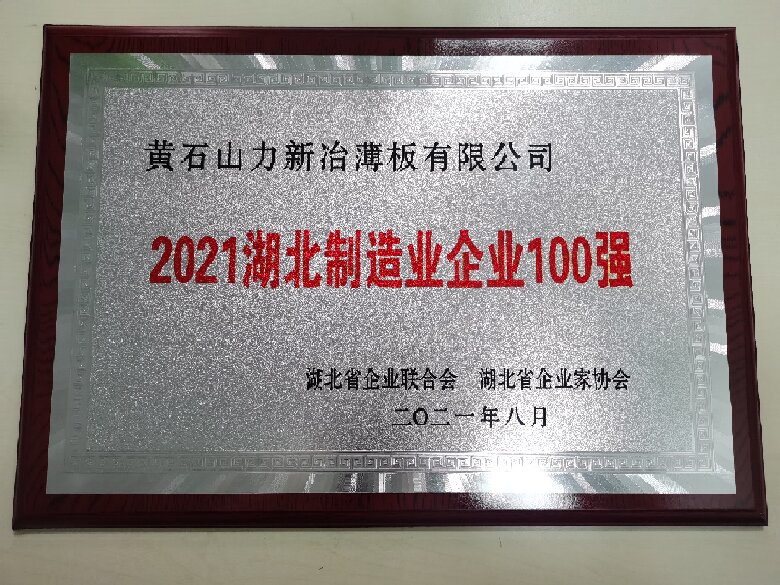 黄石山力新冶薄板有限公司
2021湖北制造业企业100强
湖北省企业联合会 湖北省企业家协会
二〇二一年八月